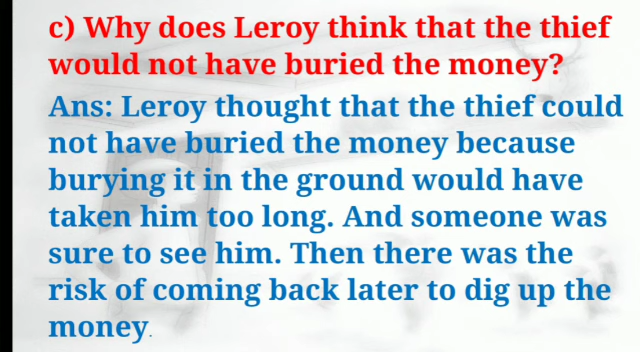 c) Why does Leroy think that the thief
would not have buried the money?
Ans: Leroy thought that the thief could
not have buried the money because
burying it in the ground would have
taken him too long. And someone was
sure to see him. Then there was the
risk of coming back later to dig up the
money.